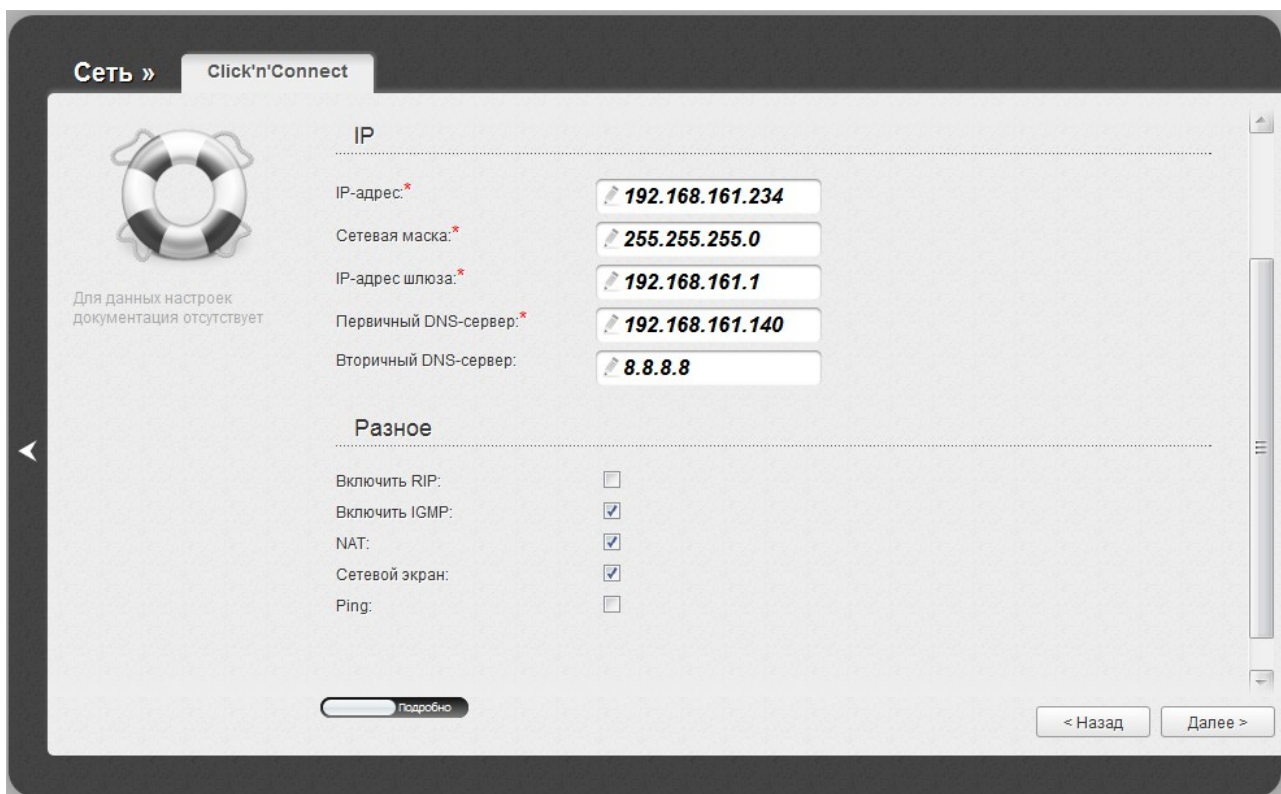 Сеть »
Click'n'Connect
Для данных настроек
документация отсутствует
IP
IP-адрес:* 192.168.161.234
Сетевая маска:* 255.255.255.0
IP-адрес шлюза:* 192.168.161.1
Первичный DNS-сервер:* 192.168.161.140
Вторичный DNS-сервер: 8.8.8.8
Разное
Включить RIP:
Включить IGMP:
NAT:
Сетевой экран:
Ping:
Подробно
< Назад
Далее >